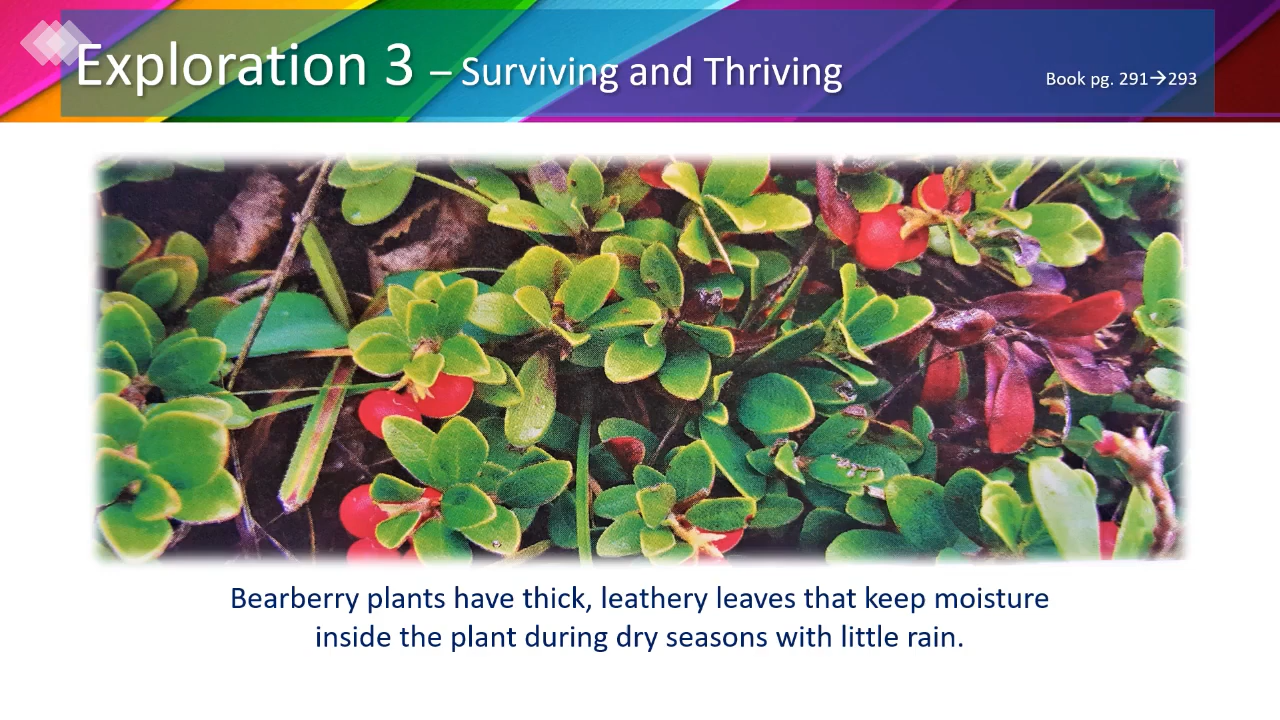 Exploration 3 – Surviving and Thriving
Book pg. 291→293
Bearberry plants have thick, leathery leaves that keep moisture
inside the plant during dry seasons with little rain.